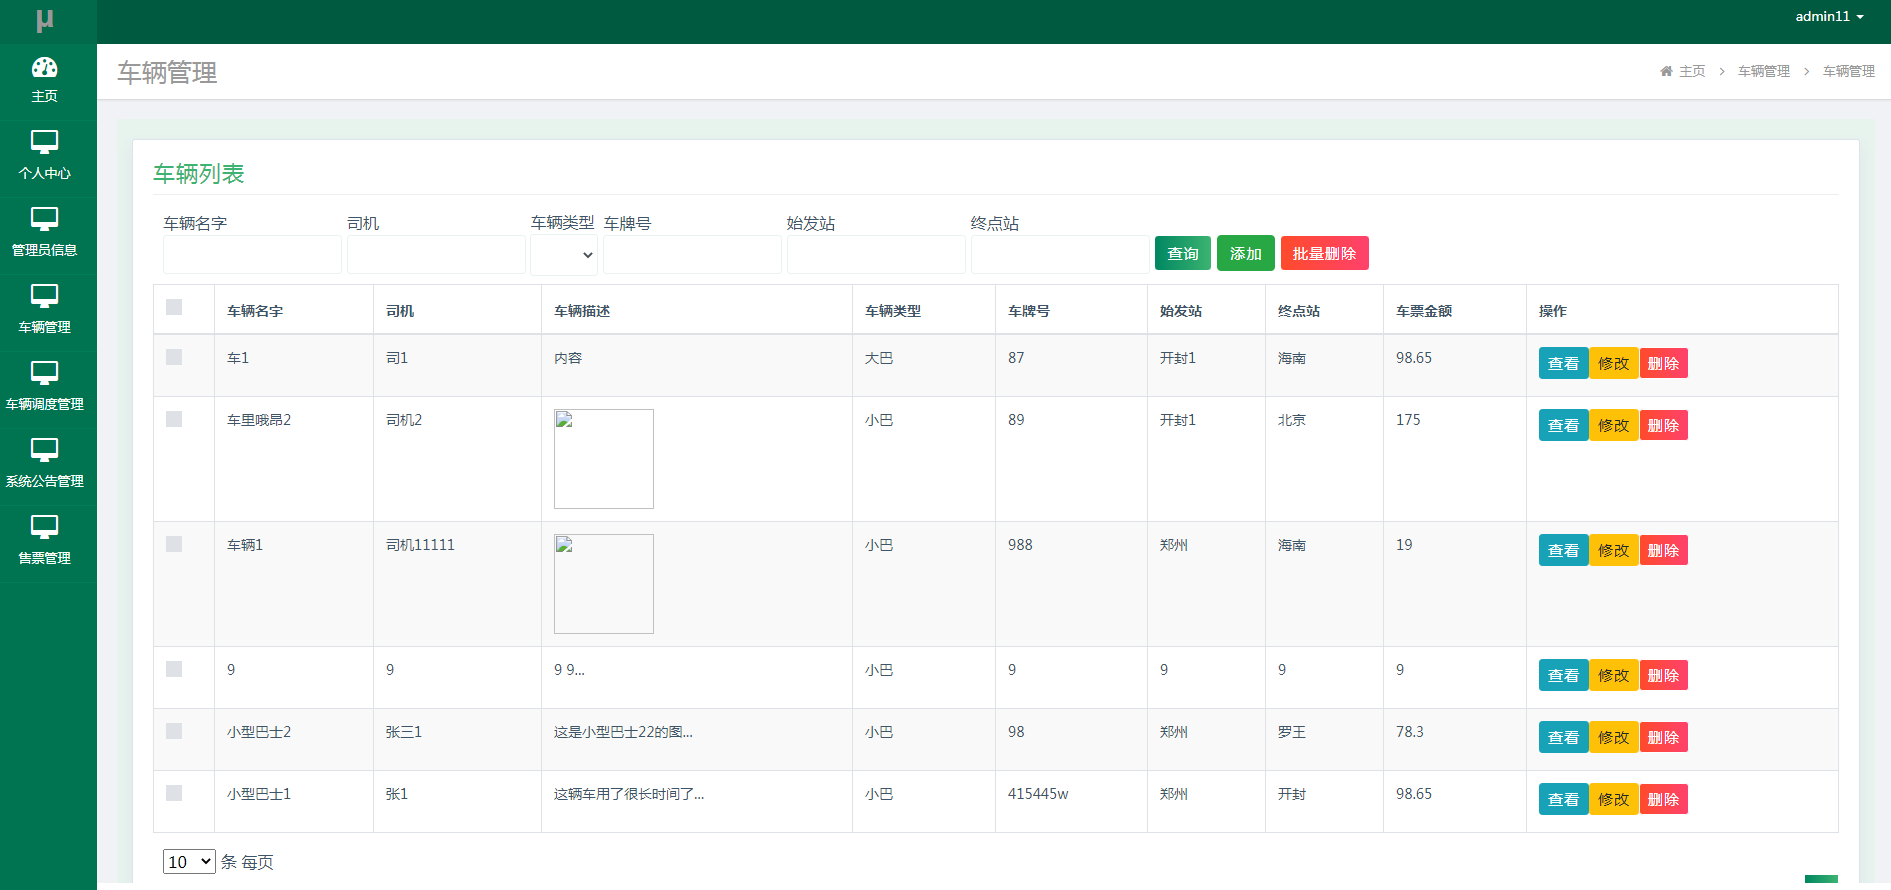 µ
admin11
主页
个人中心
管理员信息
车辆管理
车辆调度管理
系统公告管理
售票管理
车辆管理
主页 > 车辆管理 > 车辆管理
车辆列表
车辆名字 司机 车辆类型 车牌号 始发站 终点站
查询 添加 批量删除
车辆名字 司机 车辆描述 车辆类型 车牌号 始发站 终点站 车票金额 操作
车1 司1 内容 大巴 87 开封1 海南 98.65 查看 修改 删除
车里哦昂2 司机2 小巴 89 开封1 北京 175 查看 修改 删除
车辆1 司机11111 小巴 988 郑州 海南 19 查看 修改 删除
9 9 9 9... 小巴 9 9 9 9 查看 修改 删除
小型巴士2 张三1 这是小型巴士22的图... 小巴 98 郑州 罗王 78.3 查看 修改 删除
小型巴士1 张1 这辆车用了很长时间了... 小巴 415445w 郑州 开封 98.65 查看 修改 删除
10 条 每页